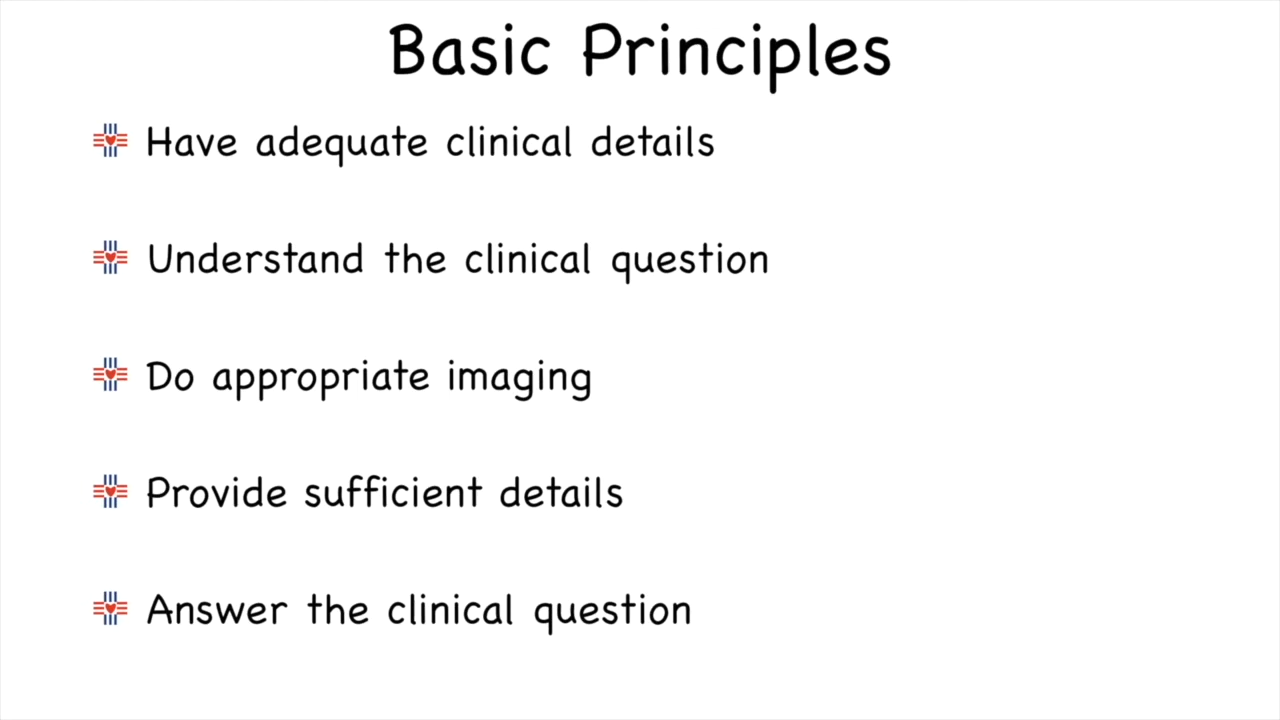 Basic Principles
Have adequate clinical details
Understand the clinical question
Do appropriate imaging
Provide sufficient details
Answer the clinical question